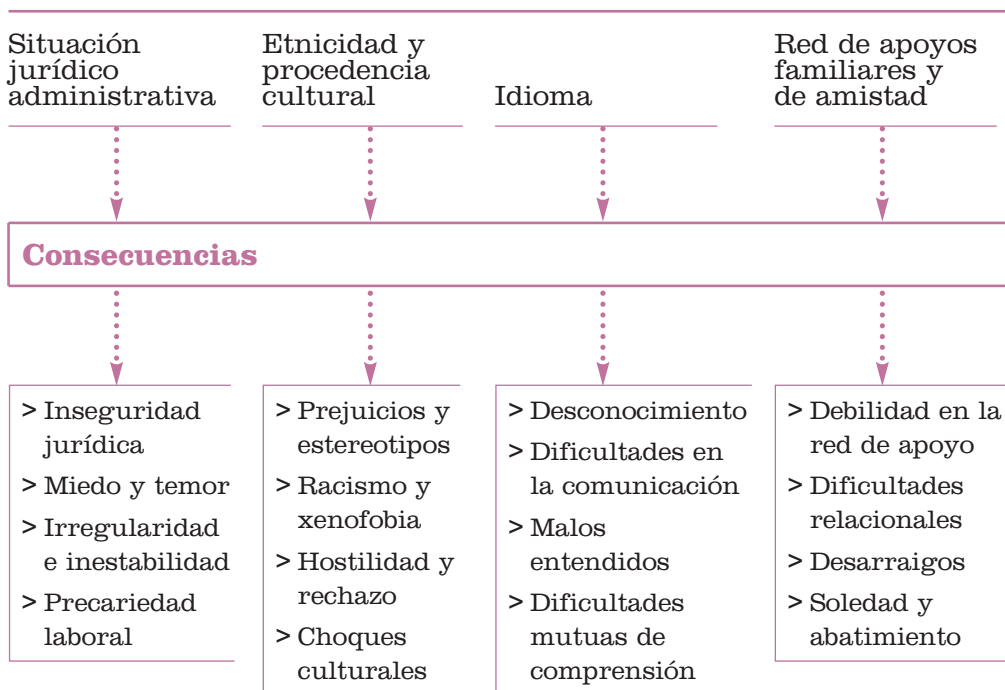 Situación
jurídico
administrativa
Etnicidad y
procedencia
cultural
Idioma
Red de apoyos
familiares y
de amistad
Consecuencias
> Inseguridad
jurídica
> Miedo y temor
> Irregularidad
e inestabilidad
> Precariedad
laboral
> Prejuicios y
estereotipos
> Racismo y
xenofobia
> Hostilidad y
rechazo
> Choques
culturales
> Desconocimiento
> Dificultades en
la comunicación
> Malos
entendidos
> Dificultades
mutuas de
comprensión
> Debilidad en la
red de apoyo
> Dificultades
relacionales
> Desarraigos
> Soledad y
abatimiento